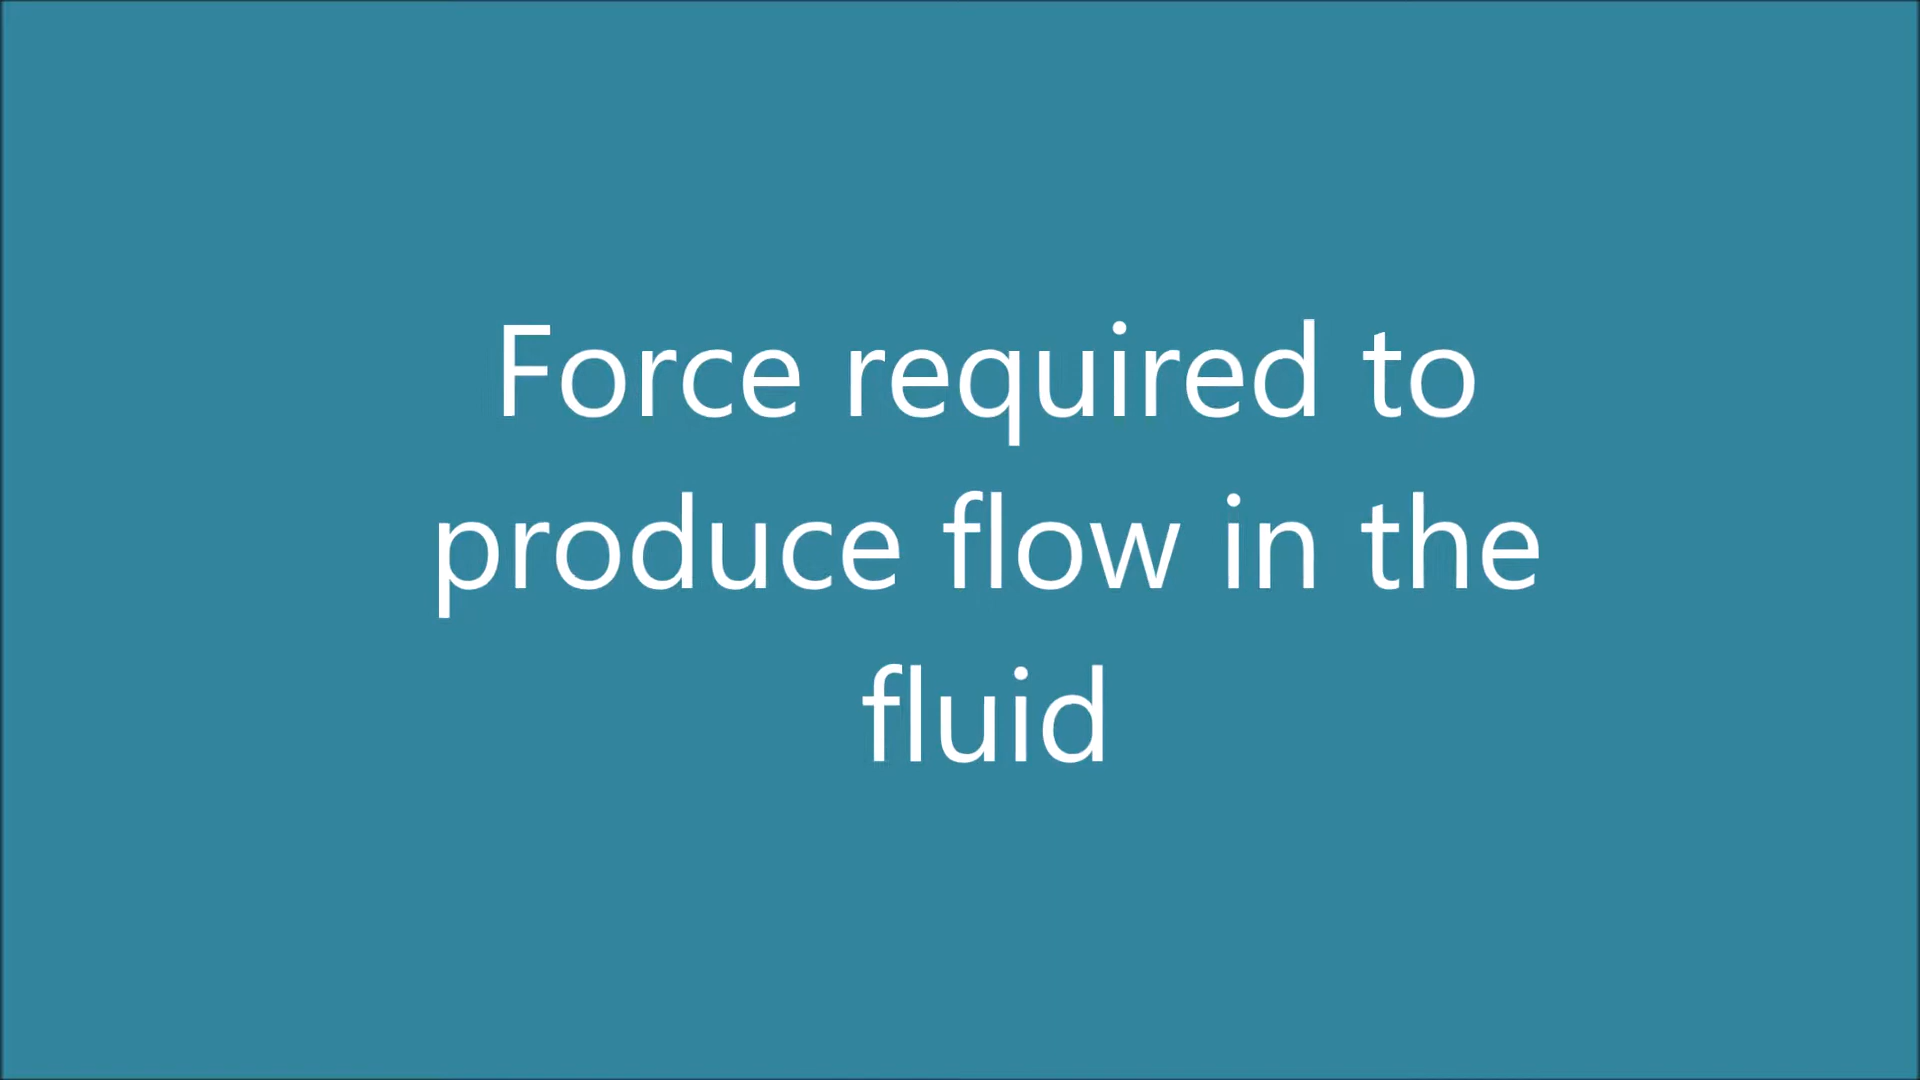 Force required to
produce flow in the
fluid